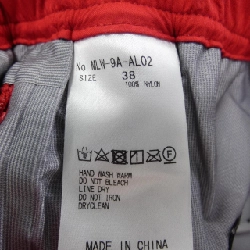 No NLM-9A-AL02
SIZE 38
100% NYLON
HAND WASH WARM
DO NOT BLEACH
LINE DRY
DO NOT IRON
DRYCLEAN
MADE IN CHINA